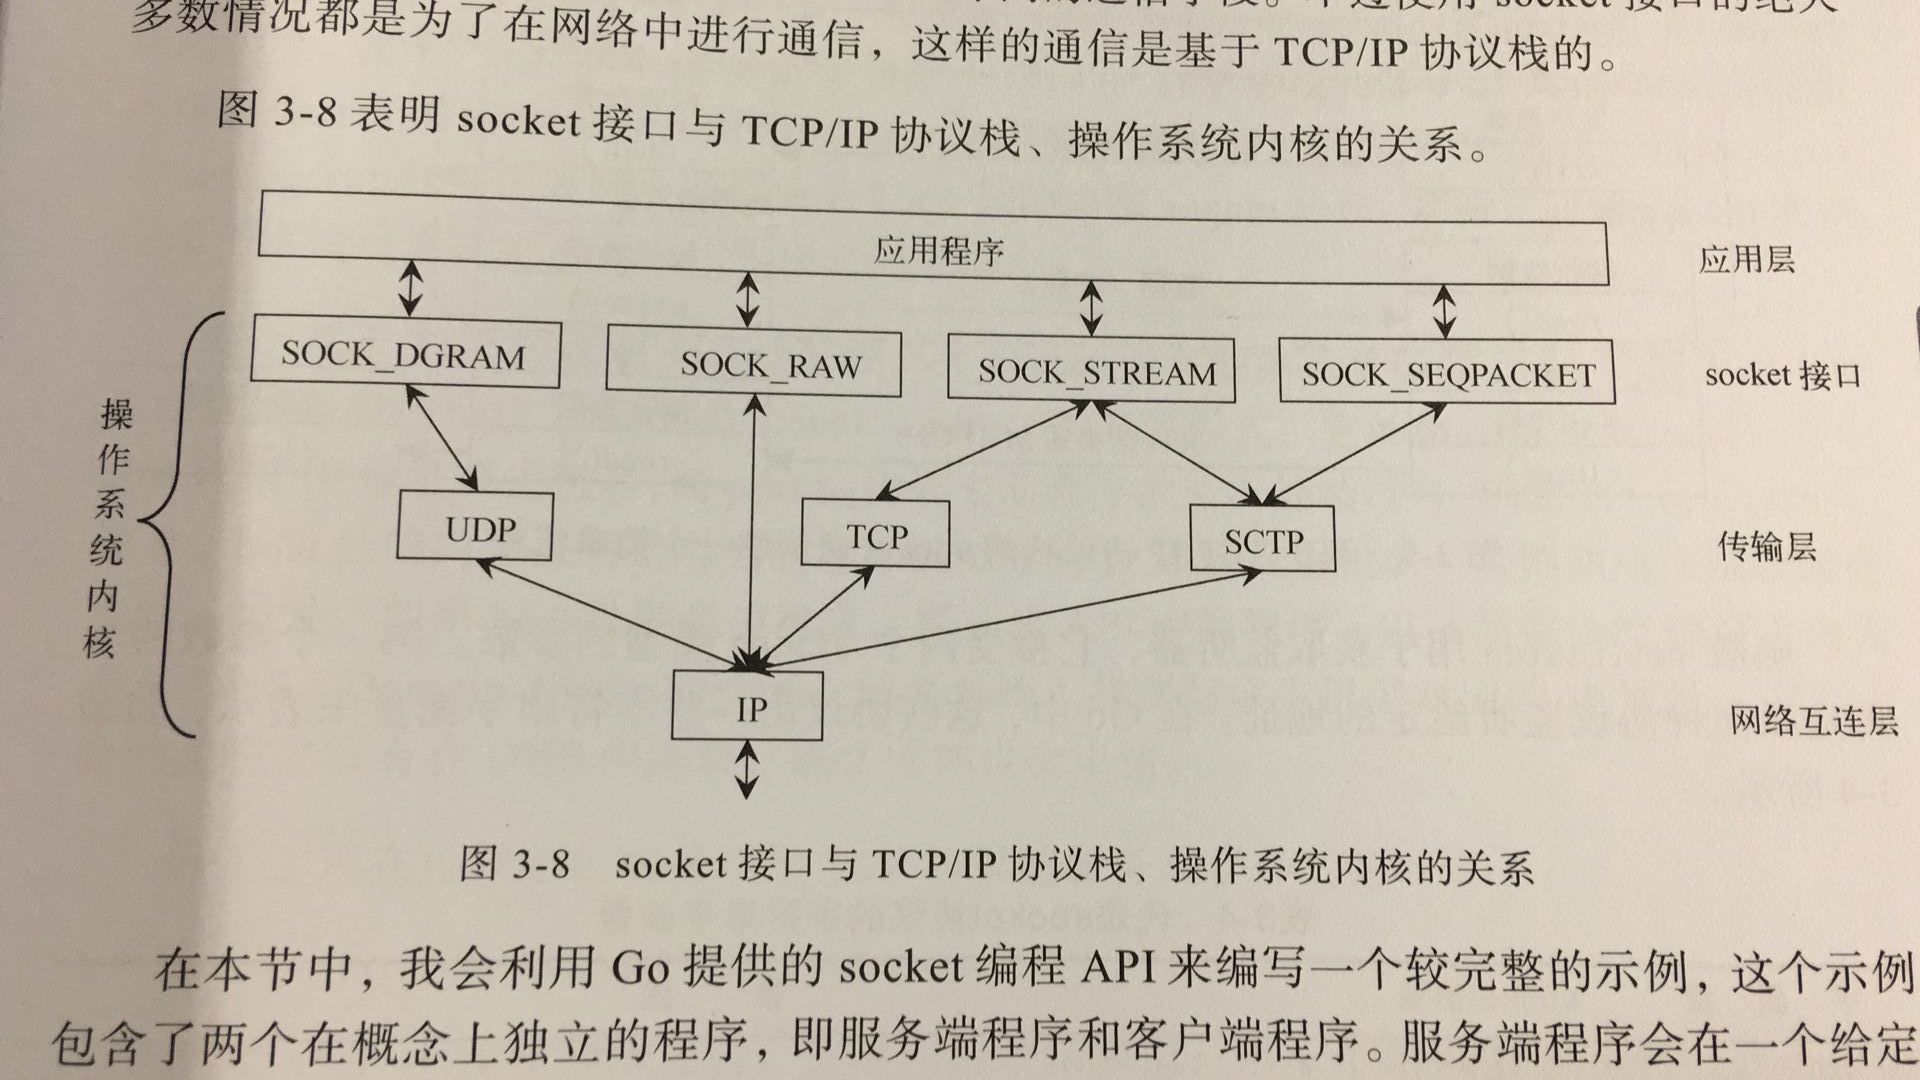 多数情况都是为了在网络中进行通信，这样的通信是基于 TCP/IP 协议栈的。
图 3-8 表明 socket 接口与 TCP/IP 协议栈、操作系统内核的关系。
应用程序
应用层
SOCK_DGRAM
SOCK_RAW
SOCK_STREAM
SOCK_SEQPACKET
socket 接口
操作系统内核
UDP
TCP
SCTP
传输层
IP
网络互连层
图 3-8 socket 接口与 TCP/IP 协议栈、操作系统内核的关系
在本节中，我会利用 Go 提供的 socket 编程 API 来编写一个较完整的示例，这个示例
包含了两个在概念上独立的程序，即服务端程序和客户端程序。服务端程序会在一个给定